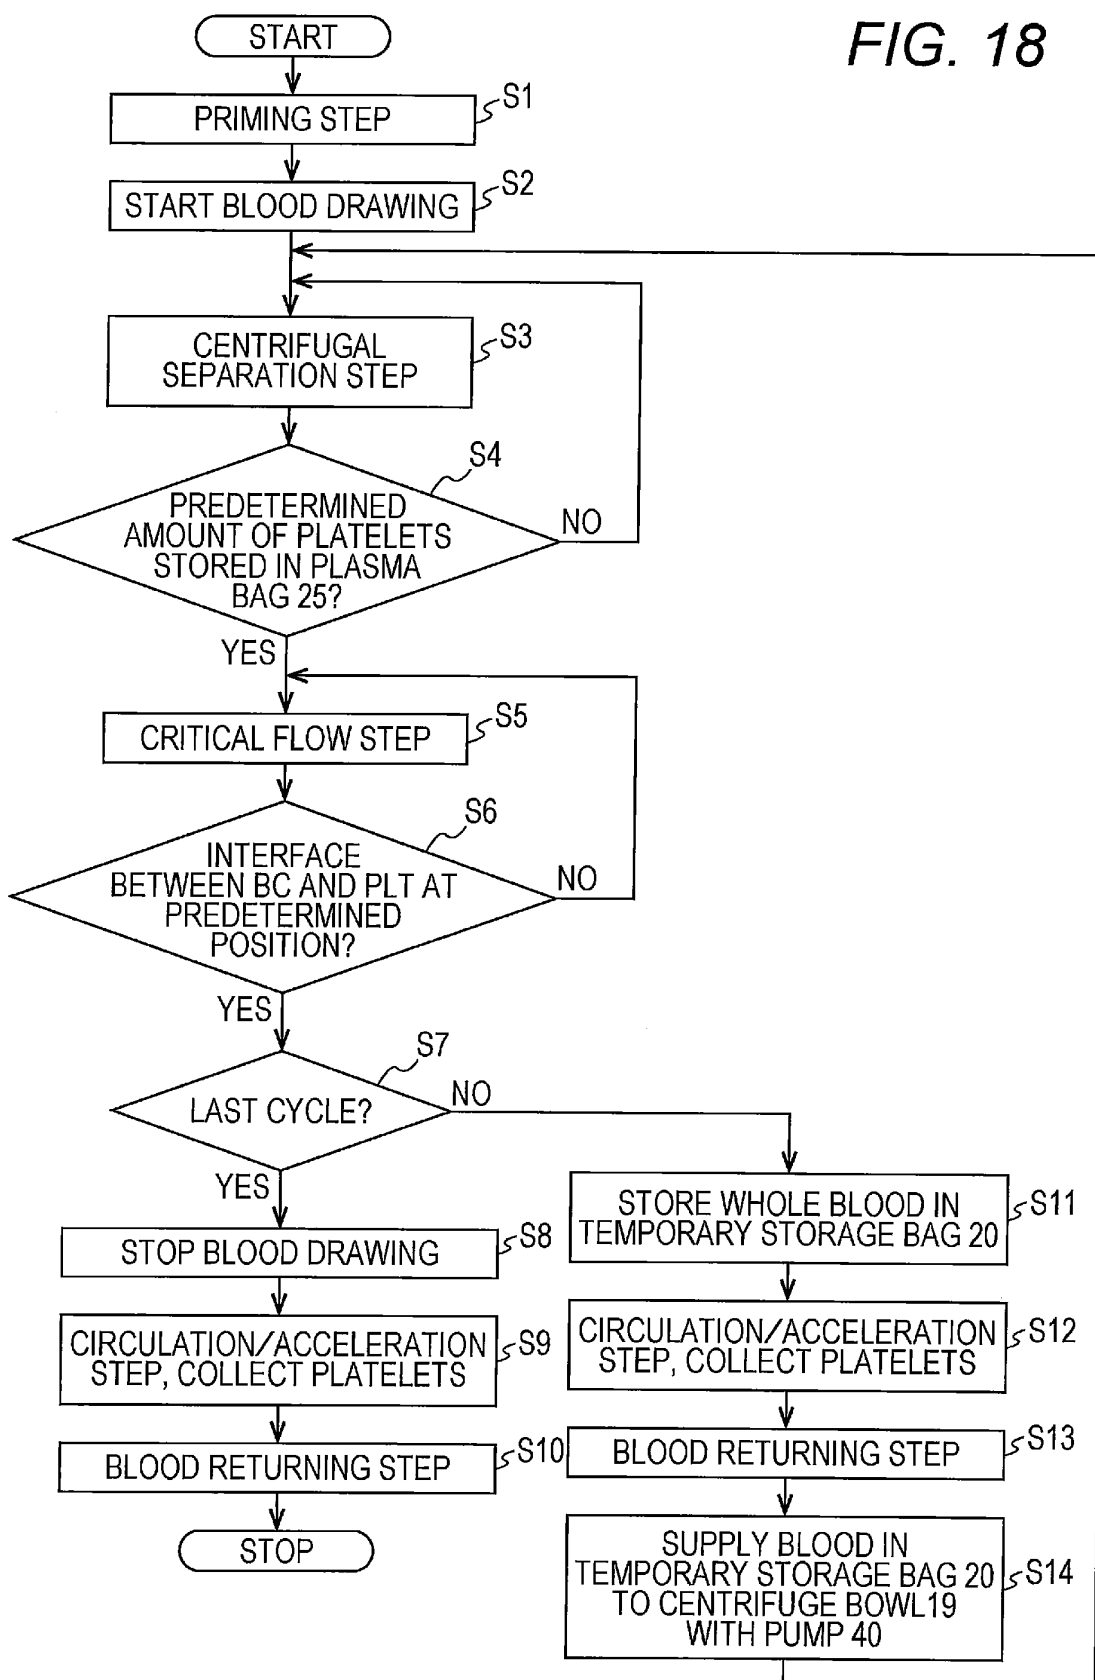 FIG. 18
START
PRIMING STEP
S1
START BLOOD DRAWING
S2
CENTRIFUGAL
SEPARATION STEP
S3
PREDETERMINED
AMOUNT OF PLATELETS
STORED IN PLASMA
BAG 25?
S4
NO
YES
CRITICAL FLOW STEP
S5
INTERFACE
BETWEEN BC AND PLT AT
PREDETERMINED
POSITION?
S6
NO
YES
LAST CYCLE?
S7
NO
YES
STOP BLOOD DRAWING
S8
CIRCULATION/ACCELERATION
STEP, COLLECT PLATELETS
S9
BLOOD RETURNING STEP
S10
STOP
STORE WHOLE BLOOD IN
TEMPORARY STORAGE BAG 20
S11
CIRCULATION/ACCELERATION
STEP, COLLECT PLATELETS
S12
BLOOD RETURNING STEP
S13
SUPPLY BLOOD IN
TEMPORARY STORAGE BAG 20
TO CENTRIFUGE BOWL19
WITH PUMP 40
S14